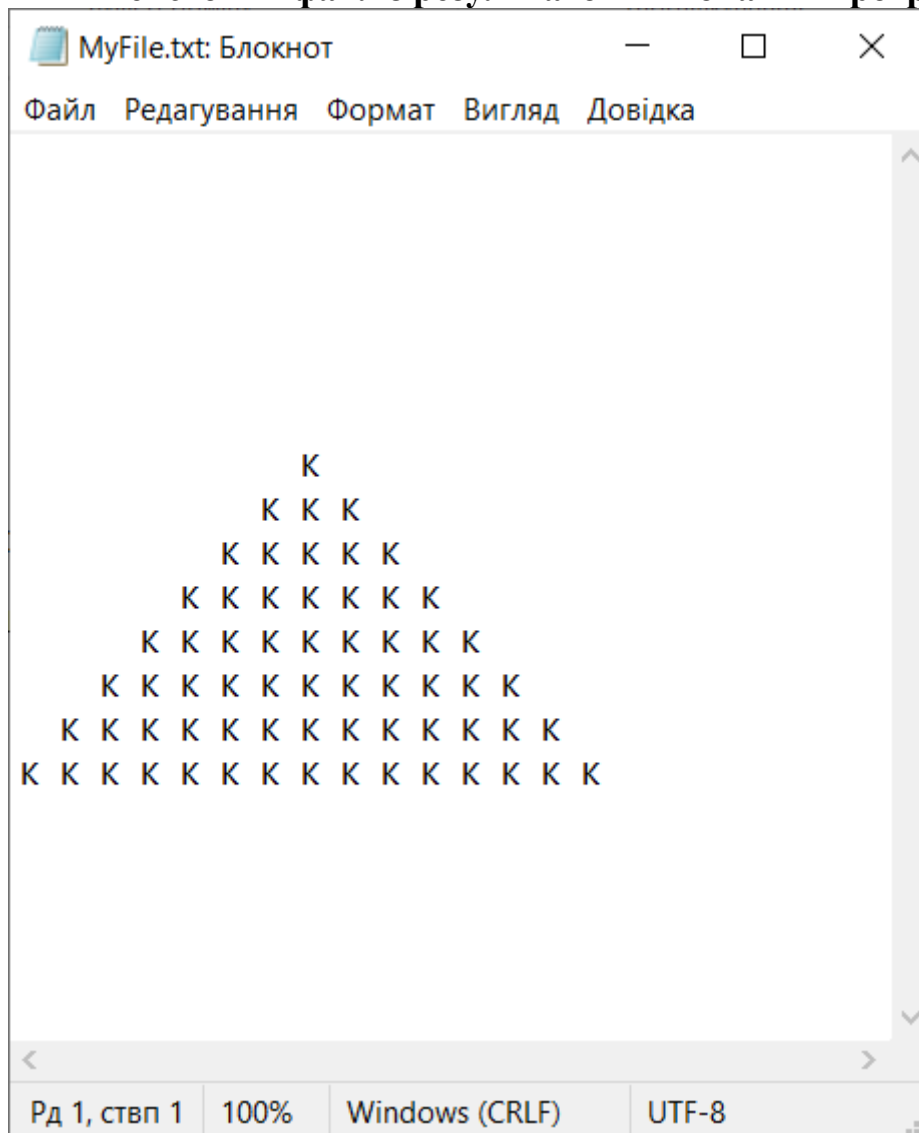 MyFile.txt: Блокнот
Файл Редагування Формат Вигляд Довідка
K
K K K
K K K K K
K K K K K K K
K K K K K K K K K
K K K K K K K K K K K
K K K K K K K K K K K K K
K K K K K K K K K K K K K K K
Рд 1, ствп 1 100% Windows (CRLF) UTF-8